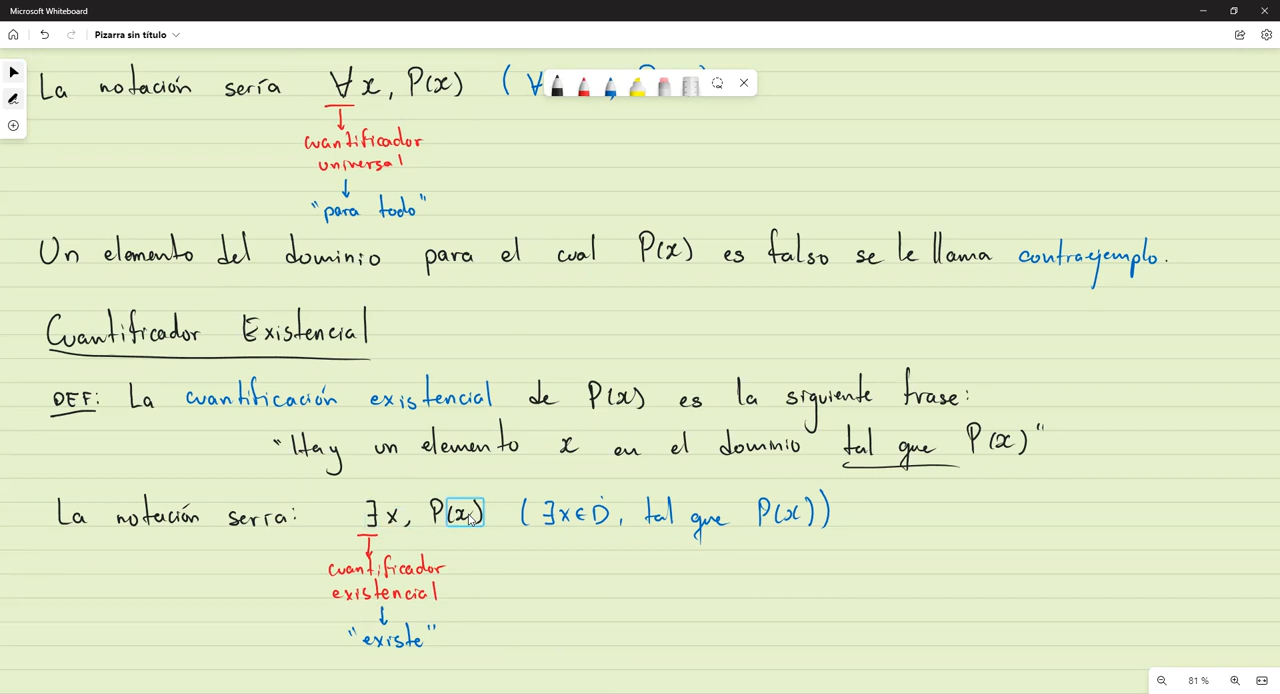 Microsoft Whiteboard
Pizarra sin título
La notación sería ∀x, P(x) (∀
cuantificador
universal
"para todo"
Un elemento del dominio para el cual P(x) es falso se le llama contraejemplo.
Cuantificador Existencial
DEF: La cuantificación existencial de P(x) es la siguiente frase:
"Hay un elemento x en el dominio tal que P(x)"
La notación serıa: ∃x, P(x) (∃x∈D, tal que P(x))
cuantificador
existencial
"existe"
81 %